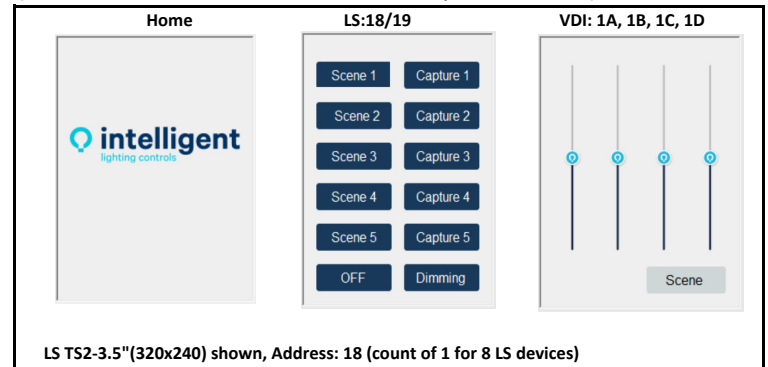 Home
LS:18/19
VDI: 1A, 1B, 1C, 1D
intelligent
lighting controls
Scene 1
Capture 1
Scene 2
Capture 2
Scene 3
Capture 3
Scene 4
Capture 4
Scene 5
Capture 5
OFF
Dimming
Scene
LS TS2-3.5"(320x240) shown, Address: 18 (count of 1 for 8 LS devices)